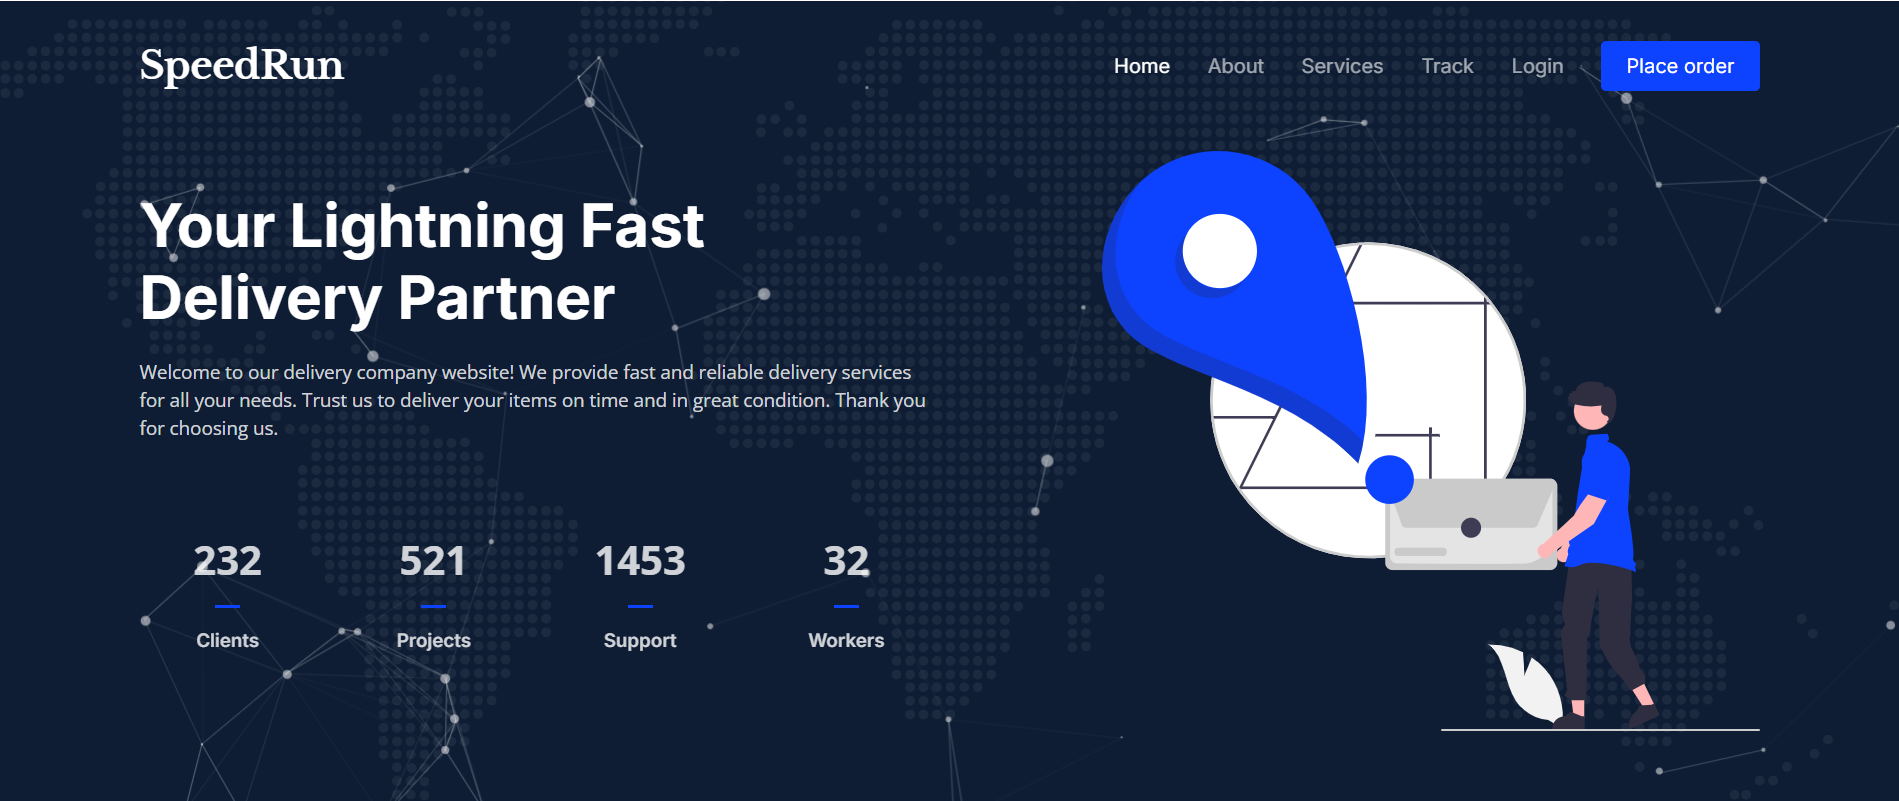 SpeedRun
Home About Services Track Login Place order
Your Lightning Fast
Delivery Partner
Welcome to our delivery company website! We provide fast and reliable delivery services
for all your needs. Trust us to deliver your items on time and in great condition. Thank you
for choosing us.
232 521 1453 32
Clients Projects Support Workers